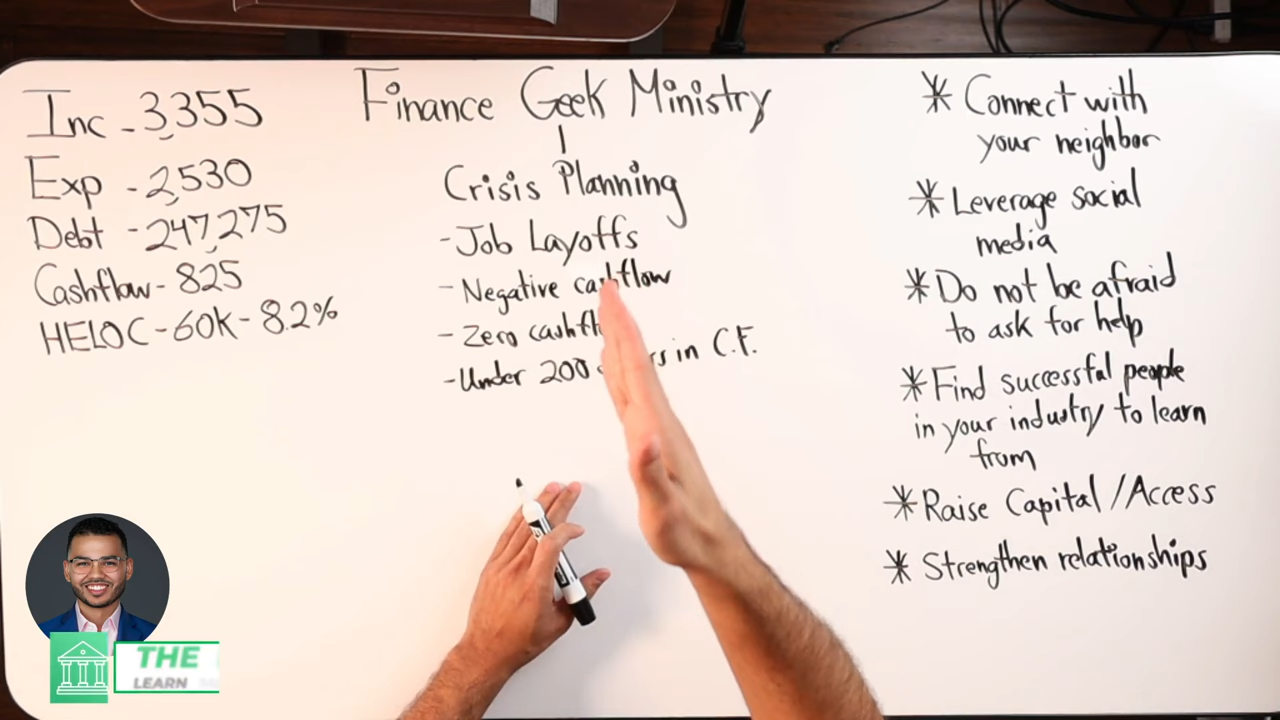 Inc - 3,355
Exp - 2,530
Debt - 247,275
Cashflow - 825
HELOC - 60K - 8.2%
Finance Geek Ministry
Crisis Planning
- Job Layoffs
- Negative cashflow
- Zero
- Under 200 in C.F.
* Connect with
your neighbor
* Leverage social
media
* Do not be afraid
to ask for help
* Find successful people
in your industry to learn
from
* Raise Capital / Access
* Strengthen relationships
THE
LEARN